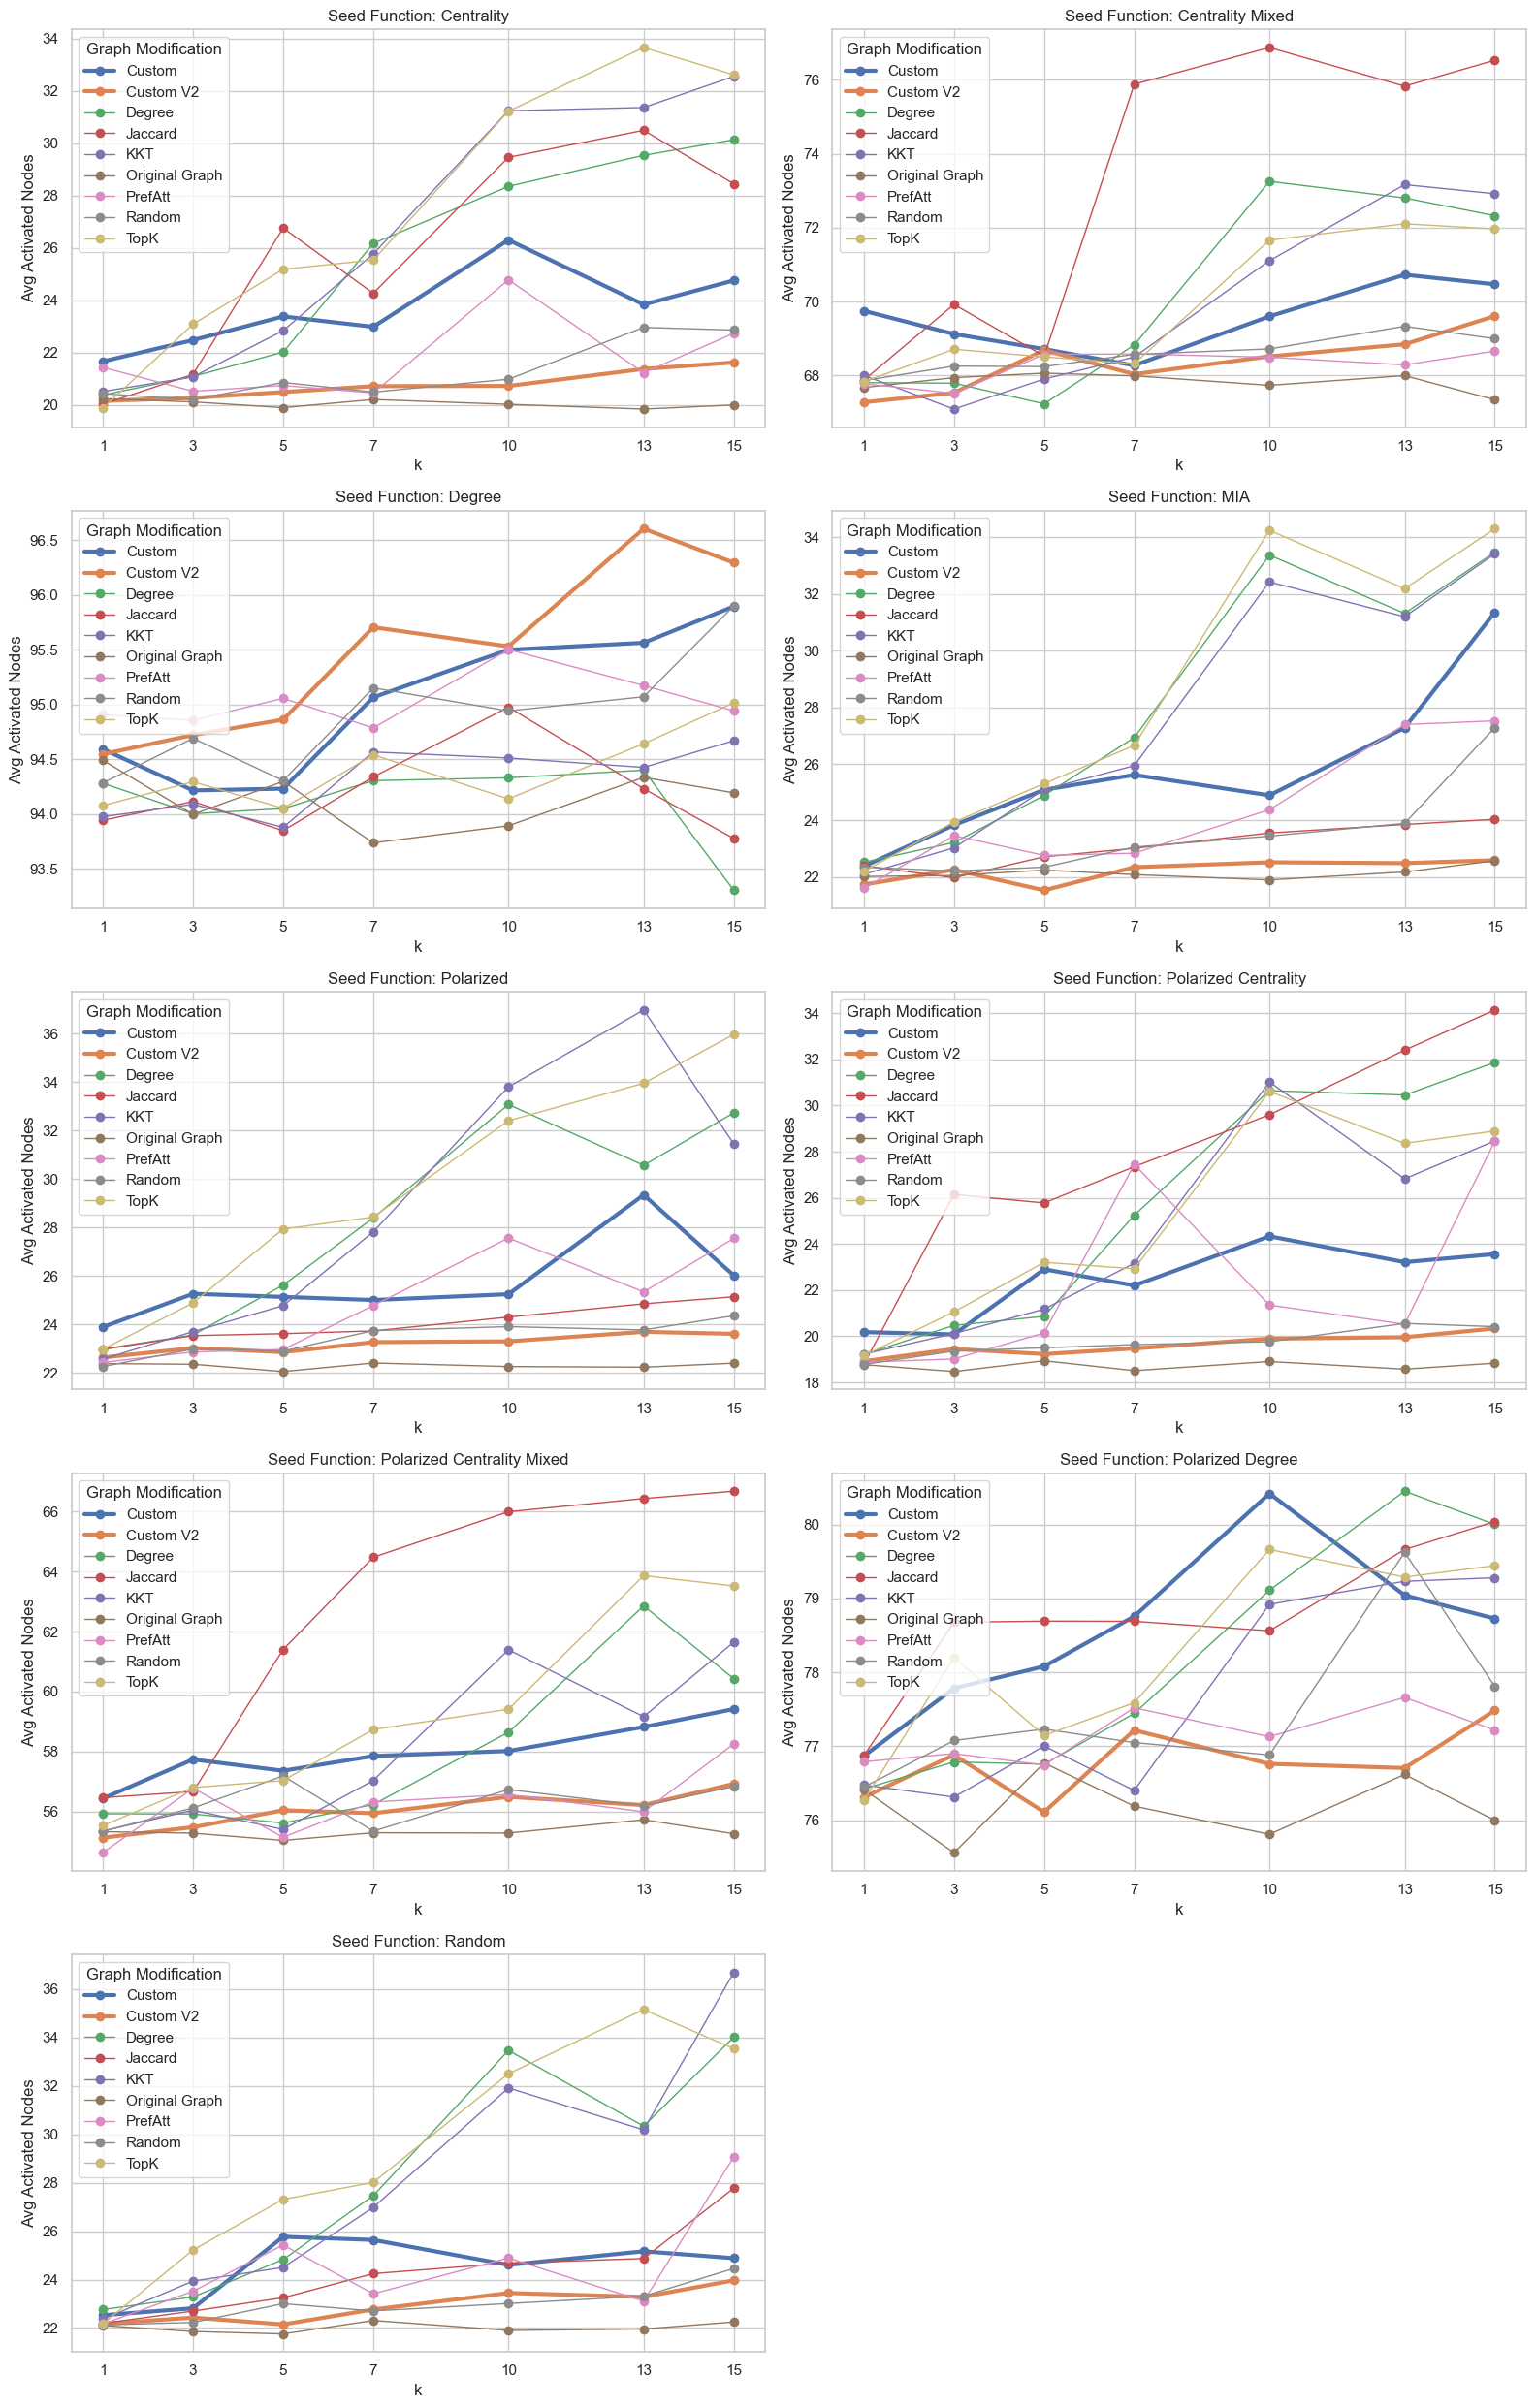 Seed Function: Centrality
Graph Modification
Custom
Custom V2
Degree
Jaccard
KKT
Original Graph
PrefAtt
Random
TopK
Avg Activated Nodes
34
32
30
28
26
24
22
20
1 3 5 7 10 13 15
k
Seed Function: Centrality Mixed
Graph Modification
Custom
Custom V2
Degree
Jaccard
KKT
Original Graph
PrefAtt
Random
TopK
Avg Activated Nodes
76
74
72
70
68
1 3 5 7 10 13 15
k
Seed Function: Degree
Graph Modification
Custom
Custom V2
Degree
Jaccard
KKT
Original Graph
PrefAtt
Random
TopK
Avg Activated Nodes
96.5
96.0
95.5
95.0
94.5
94.0
93.5
1 3 5 7 10 13 15
k
Seed Function: MIA
Graph Modification
Custom
Custom V2
Degree
Jaccard
KKT
Original Graph
PrefAtt
Random
TopK
Avg Activated Nodes
34
32
30
28
26
24
22
1 3 5 7 10 13 15
k
Seed Function: Polarized
Graph Modification
Custom
Custom V2
Degree
Jaccard
KKT
Original Graph
PrefAtt
Random
TopK
Avg Activated Nodes
36
34
32
30
28
26
24
22
1 3 5 7 10 13 15
k
Seed Function: Polarized Centrality
Graph Modification
Custom
Custom V2
Degree
Jaccard
KKT
Original Graph
PrefAtt
Random
TopK
Avg Activated Nodes
34
32
30
28
26
24
22
20
18
1 3 5 7 10 13 15
k
Seed Function: Polarized Centrality Mixed
Graph Modification
Custom
Custom V2
Degree
Jaccard
KKT
Original Graph
PrefAtt
Random
TopK
Avg Activated Nodes
66
64
62
60
58
56
1 3 5 7 10 13 15
k
Seed Function: Polarized Degree
Graph Modification
Custom
Custom V2
Degree
Jaccard
KKT
Original Graph
PrefAtt
Random
TopK
Avg Activated Nodes
80
79
78
77
76
1 3 5 7 10 13 15
k
Seed Function: Random
Graph Modification
Custom
Custom V2
Degree
Jaccard
KKT
Original Graph
PrefAtt
Random
TopK
Avg Activated Nodes
36
34
32
30
28
26
24
22
1 3 5 7 10 13 15
k